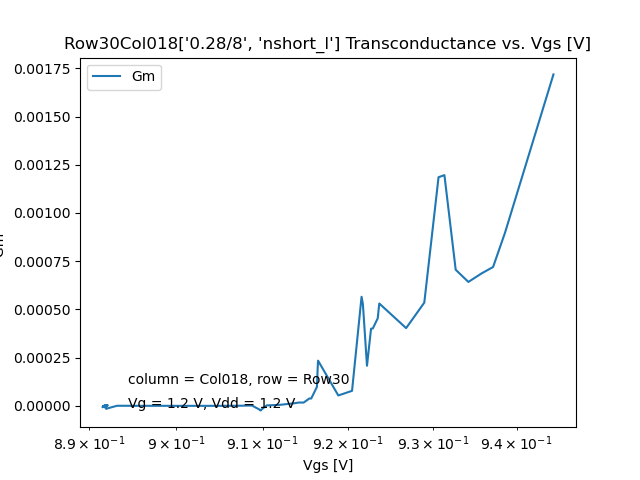 Row30Col018['0.28/8', 'nshort_l'] Transconductance vs. Vgs [V]
Gm
0.00175
0.00150
0.00125
0.00100
0.00075
0.00050
0.00025
0.00000
Gm
column = Col018, row = Row30
Vg = 1.2 V, Vdd = 1.2 V
8.9 × 10⁻¹ 9 × 10⁻¹ 9.1 × 10⁻¹ 9.2 × 10⁻¹ 9.3 × 10⁻¹ 9.4 × 10⁻¹
Vgs [V]